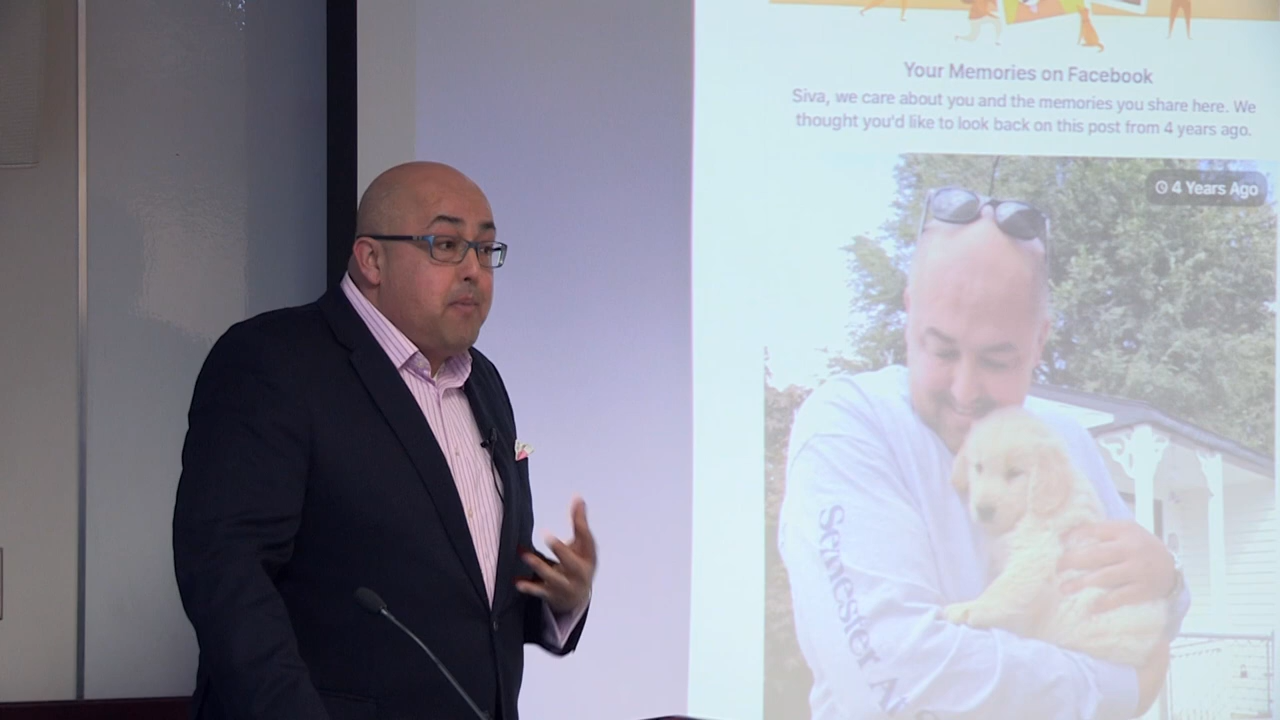 Your Memories on Facebook
Siva, we care about you and the memories you share here. We
thought you'd like to look back on this post from 4 years ago.
4 Years Ago
Semester